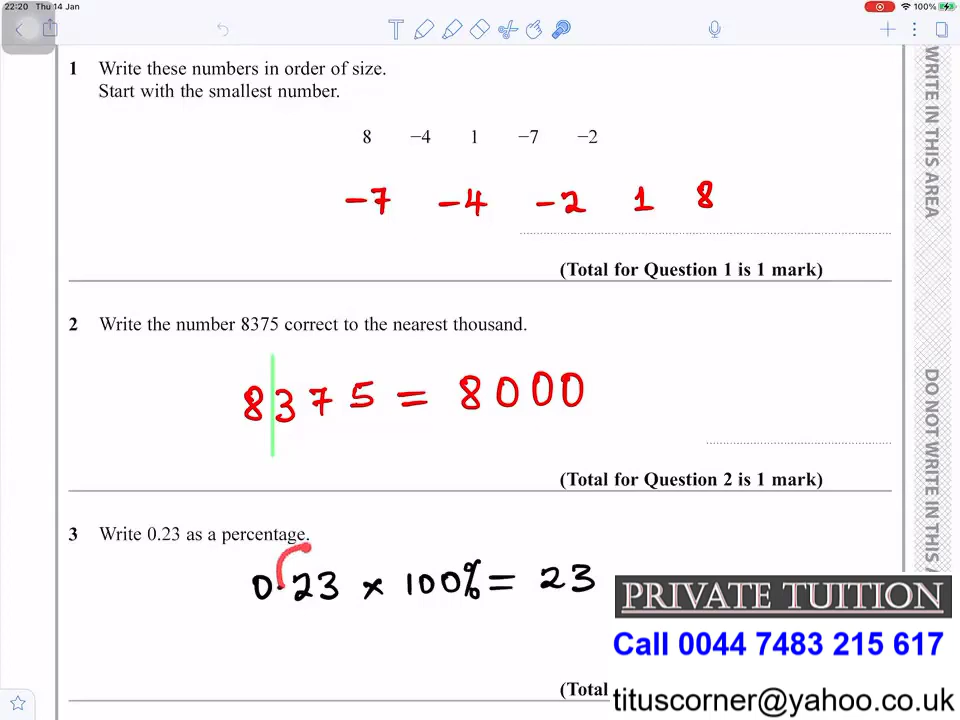 22:20 Thu 14 Jan
100%
1 Write these numbers in order of size.
Start with the smallest number.
8 −4 1 −7 −2
−7 −4 −2 1 8
(Total for Question 1 is 1 mark)
2 Write the number 8375 correct to the nearest thousand.
8375 = 8000
(Total for Question 2 is 1 mark)
3 Write 0.23 as a percentage.
0.23 × 100% = 23
(Total
WRITE IN THIS AREA
DO NOT WRITE IN THIS A
PRIVATE TUITION
Call 0044 7483 215 617
tituscorner@yahoo.co.uk